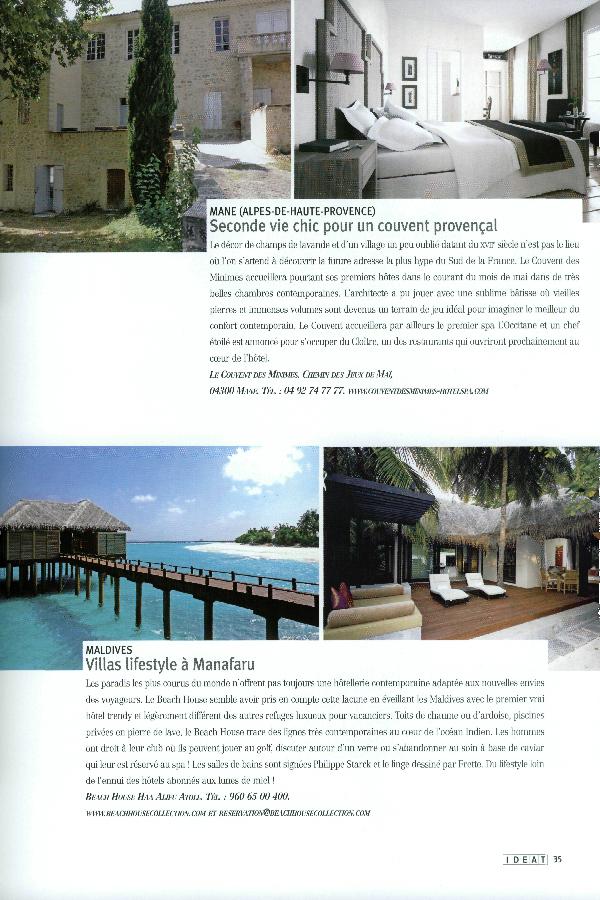 MANE (ALPES-DE-HAUTE-PROVENCE)
Seconde vie chic pour un couvent provençal
Le décor de champs de lavande et d'un village un peu oublié datant du XVIIe siècle n'est pas le lieu
où l'on s'attend à découvrir la future adresse la plus hype du Sud de la France. Le Couvent des
Minimes accueillera pourtant ses premiers hôtes dans le courant du mois de mai dans de très
belles chambres contemporaines. L'architecte a pu jouer avec une sublime bâtisse où vieilles
pierres et immenses volumes sont devenus un terrain de jeu idéal pour imaginer le meilleur du
confort contemporain. Le Couvent accueillera par ailleurs le premier spa L'Occitane et un chef
étoilé est annoncé pour s'occuper du Cloître, un des restaurants qui ouvriront prochainement au
cœur de l'hôtel.
LE COUVENT DES MINIMES. CHEMIN DES JEUX DE MAÏ,
04300 MANE. TÉL. : 04 92 74 77 77. WWW.COUVENTDESMINIMES-HOTELSPA.COM
MALDIVES
Villas lifestyle à Manafaru
Les paradis les plus courus du monde n'offrent pas toujours une hôtellerie contemporaine adaptée aux nouvelles envies
des voyageurs. Le Beach House semble avoir pris en compte cette lacune en éveillant les Maldives avec le premier vrai
hôtel trendy et légèrement différent des autres refuges luxueux pour vacanciers. Toits de chaume ou d'ardoise, piscines
privées en pierre de lave, le Beach House trace des lignes très contemporaines au cœur de l'océan Indien. Les hommes
ont droit à leur club où ils peuvent jouer au golf, discuter autour d'un verre ou s'abandonner au soin à base de caviar
qui leur est réservé au spa ! Les salles de bains sont signées Philippe Starck et le linge dessiné par Frette. Du lifestyle loin
de l'ennui des hôtels abonnés aux lunes de miel !
BEACH HOUSE HAA ALIFU ATOLL. TÉL. : 960 65 00 400.
WWW.BEACHHOUSECOLLECTION.COM ET RESERVATION@BEACHHOUSECOLLECTION.COM
IDEAT 35